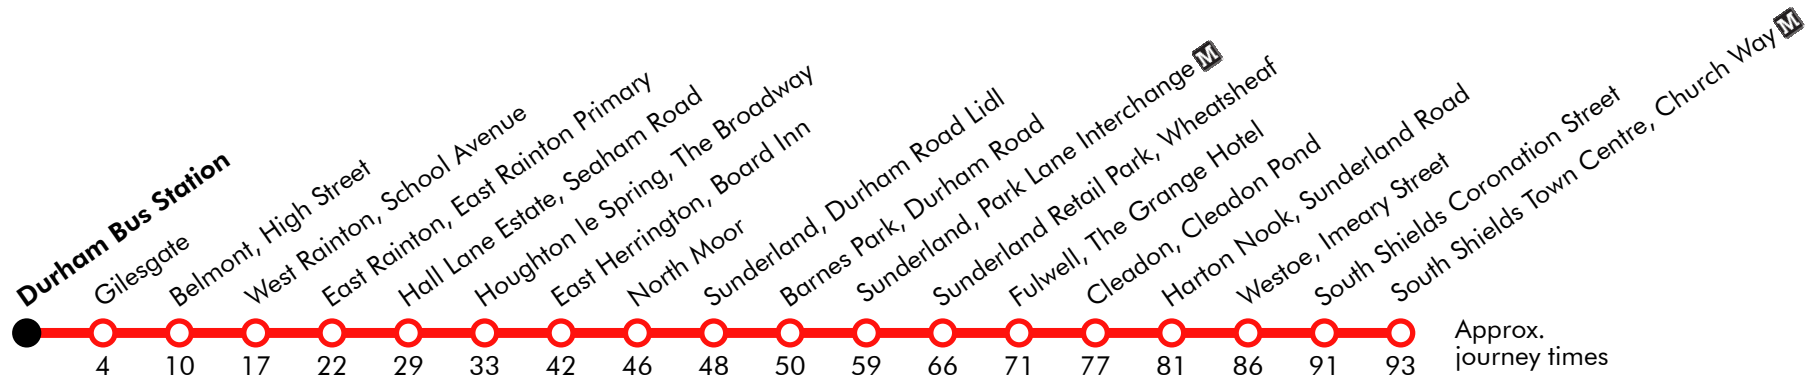 Durham Bus Station
Gilesgate
Belmont, High Street
West Rainton, School Avenue
East Rainton, East Rainton Primary
Hall Lane Estate, Seaham Road
Houghton le Spring, The Broadway
East Herrington, Board Inn
North Moor
Sunderland, Durham Road Lidl
Barnes Park, Durham Road
Sunderland, Park Lane Interchange M
Sunderland Retail Park, Wheatsheaf
Fulwell, The Grange Hotel
Cleadon, Cleadon Pond
Harton Nook, Sunderland Road
Westoe, Imeary Street
South Shields Coronation Street
South Shields Town Centre, Church Way M
4 10 17 22 29 33 42 46 48 50 59 66 71 77 81 86 91 93
Approx.
journey times